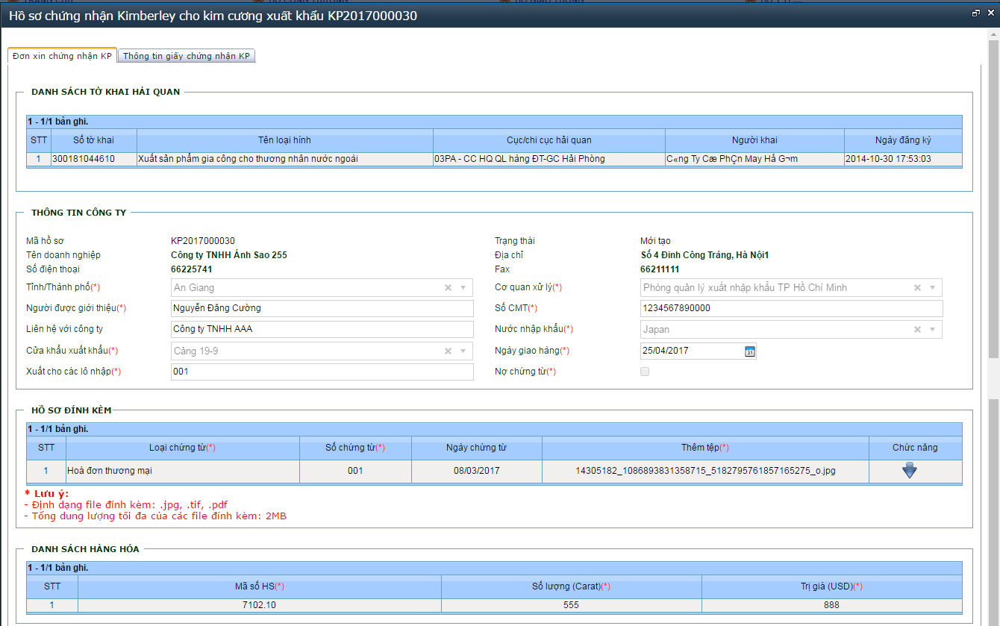 Hồ sơ chứng nhận Kimberley cho kim cương xuất khẩu KP2017000030
Đơn xin chứng nhận KP Thông tin giấy chứng nhận KP
DANH SÁCH TỜ KHAI HẢI QUAN
1 - 1/1 bản ghi.
STT Số tờ khai Tên loại hình Cục/chi cục hải quan Người khai Ngày đăng ký
1 300181044610 Xuất sản phẩm gia công cho thương nhân nước ngoài 03PA - CC HQ QL hàng ĐT-GC Hải Phòng C«ng Ty Cæ PhÇn May Hå G¬m 2014-10-30 17:53:03
THÔNG TIN CÔNG TY
Mã hồ sơ KP2017000030 Trạng thái Mới tạo
Tên doanh nghiệp Công ty TNHH Ánh Sao 255 Địa chỉ Số 4 Đinh Công Tráng, Hà Nội1
Số điện thoại 66225741 Fax 66211111
Tỉnh/Thành phố(*) An Giang Cơ quan xử lý(*) Phòng quản lý xuất nhập khẩu TP Hồ Chí Minh
Người được giới thiệu(*) Nguyễn Đăng Cường Số CMT(*) 1234567890000
Liên hệ với công ty Công ty TNHH AAA Nước nhập khẩu(*) Japan
Cửa khẩu xuất khẩu(*) Cảng 19-9 Ngày giao hàng(*) 25/04/2017
Xuất cho các lô nhập(*) 001 Nợ chứng từ(*)
HỒ SƠ ĐÍNH KÈM
1 - 1/1 bản ghi.
STT Loại chứng từ(*) Số chứng từ(*) Ngày chứng từ Thêm tệp(*) Chức năng
1 Hoá đơn thương mại 001 08/03/2017 14305182_1086893831358715_5182795761857165275_o.jpg
* Lưu ý:
- Định dạng file đính kèm: .jpg, .tif, .pdf
- Tổng dung lượng tối đa của các file đính kèm: 2MB
DANH SÁCH HÀNG HÓA
1 - 1/1 bản ghi.
STT Mã số HS(*) Số lượng (Carat)(*) Trị giá (USD)(*)
1 7102.10 555 888